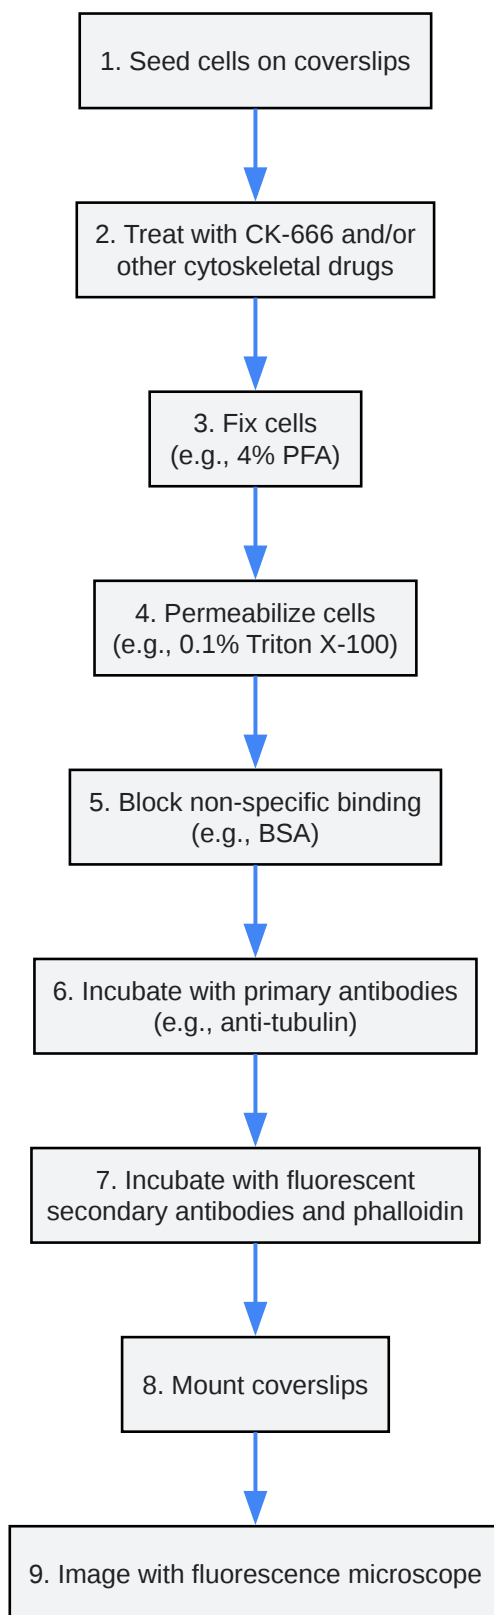 1. Seed cells on coverslips
2. Treat with CK-666 and/or
other cytoskeletal drugs
3. Fix cells
(e.g., 4% PFA)
4. Permeabilize cells
(e.g., 0.1% Triton X-100)
5. Block non-specific binding
(e.g., BSA)
6. Incubate with primary antibodies
(e.g., anti-tubulin)
7. Incubate with fluorescent
secondary antibodies and phalloidin
8. Mount coverslips
9. Image with fluorescence microscope